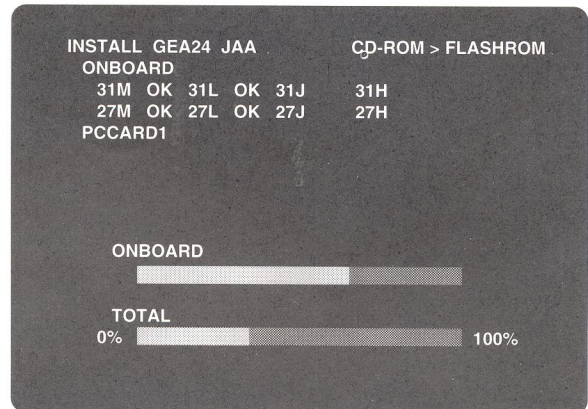 INSTALL GEA24 JAA CD-ROM > FLASHROM
ONBOARD
31M OK 31L OK 31J 31H
27M OK 27L OK 27J 27H
PCCARD1
ONBOARD
TOTAL
0% 100%